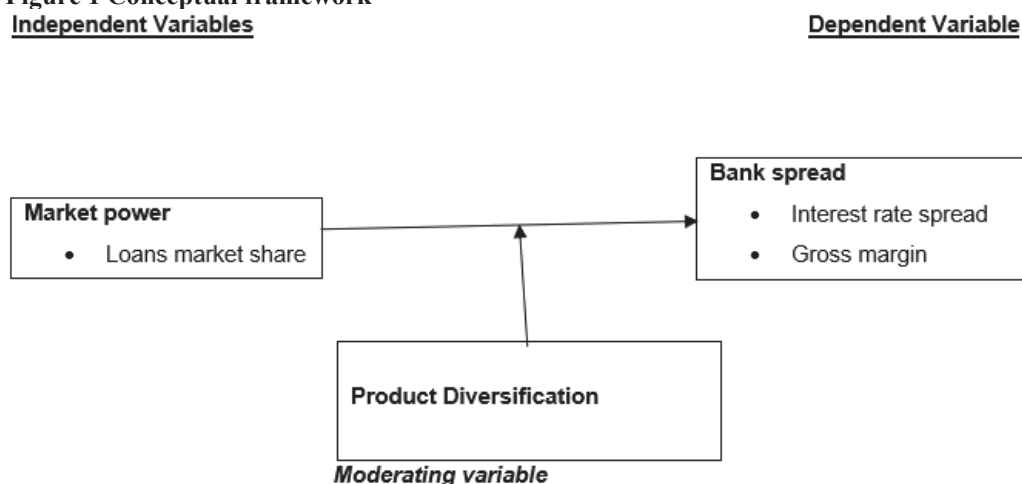 Figure 1 Conceptual framework
Independent Variables
Dependent Variable
Market power
• Loans market share
Bank spread
• Interest rate spread
• Gross margin
Product Diversification
Moderating variable